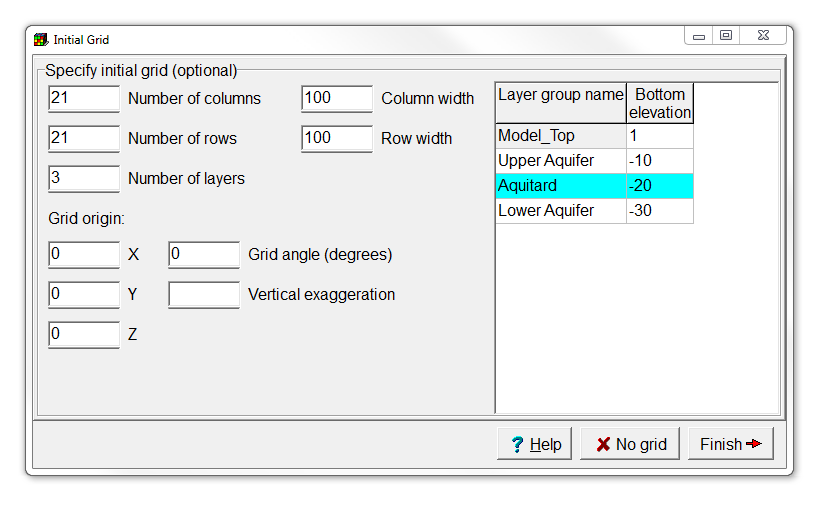 Initial Grid
Specify initial grid (optional)
21 Number of columns 100 Column width
21 Number of rows 100 Row width
3 Number of layers
Grid origin:
0 X 0 Grid angle (degrees)
0 Y Vertical exaggeration
0 Z
Layer group name Bottom elevation
Model_Top 1
Upper Aquifer -10
Aquitard -20
Lower Aquifer -30
? Help No grid Finish